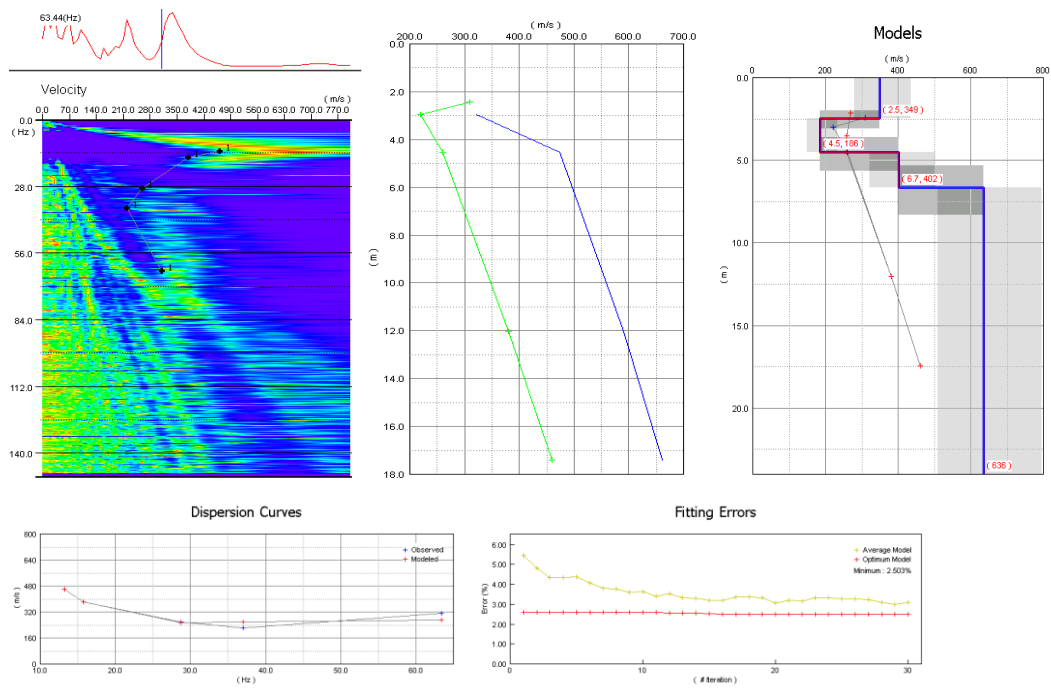 63.44(Hz)
Velocity
( m/s )
0.0 70.0 140.0 210.0 280.0 350.0 420.0 490.0 560.0 630.0 700.0 770.0
0.0
( Hz )
28.0
56.0
84.0
112.0
140.0
1
1
1
1
( m/s )
200.0 300.0 400.0 500.0 600.0 700.0
0.0
2.0
4.0
6.0
8.0
( m )
10.0
12.0
14.0
16.0
18.0
Models
( m/s )
0 200 400 600 800
0.0
5.0
10.0
( m )
15.0
20.0
( 2.5, 349 )
( 4.5, 186 )
( 6.7, 402 )
( 636 )
Dispersion Curves
800
640
480
( m/s )
320
160
0
10.0 20.0 30.0 40.0 50.0 60.0
( Hz )
Observed
Modeled
Fitting Errors
6.00
5.00
4.00
Error (%)
3.00
2.00
1.00
0.00
0 10 20 30
( # Iteration )
Average Model
Optimum Model
Minimum : 2.503%